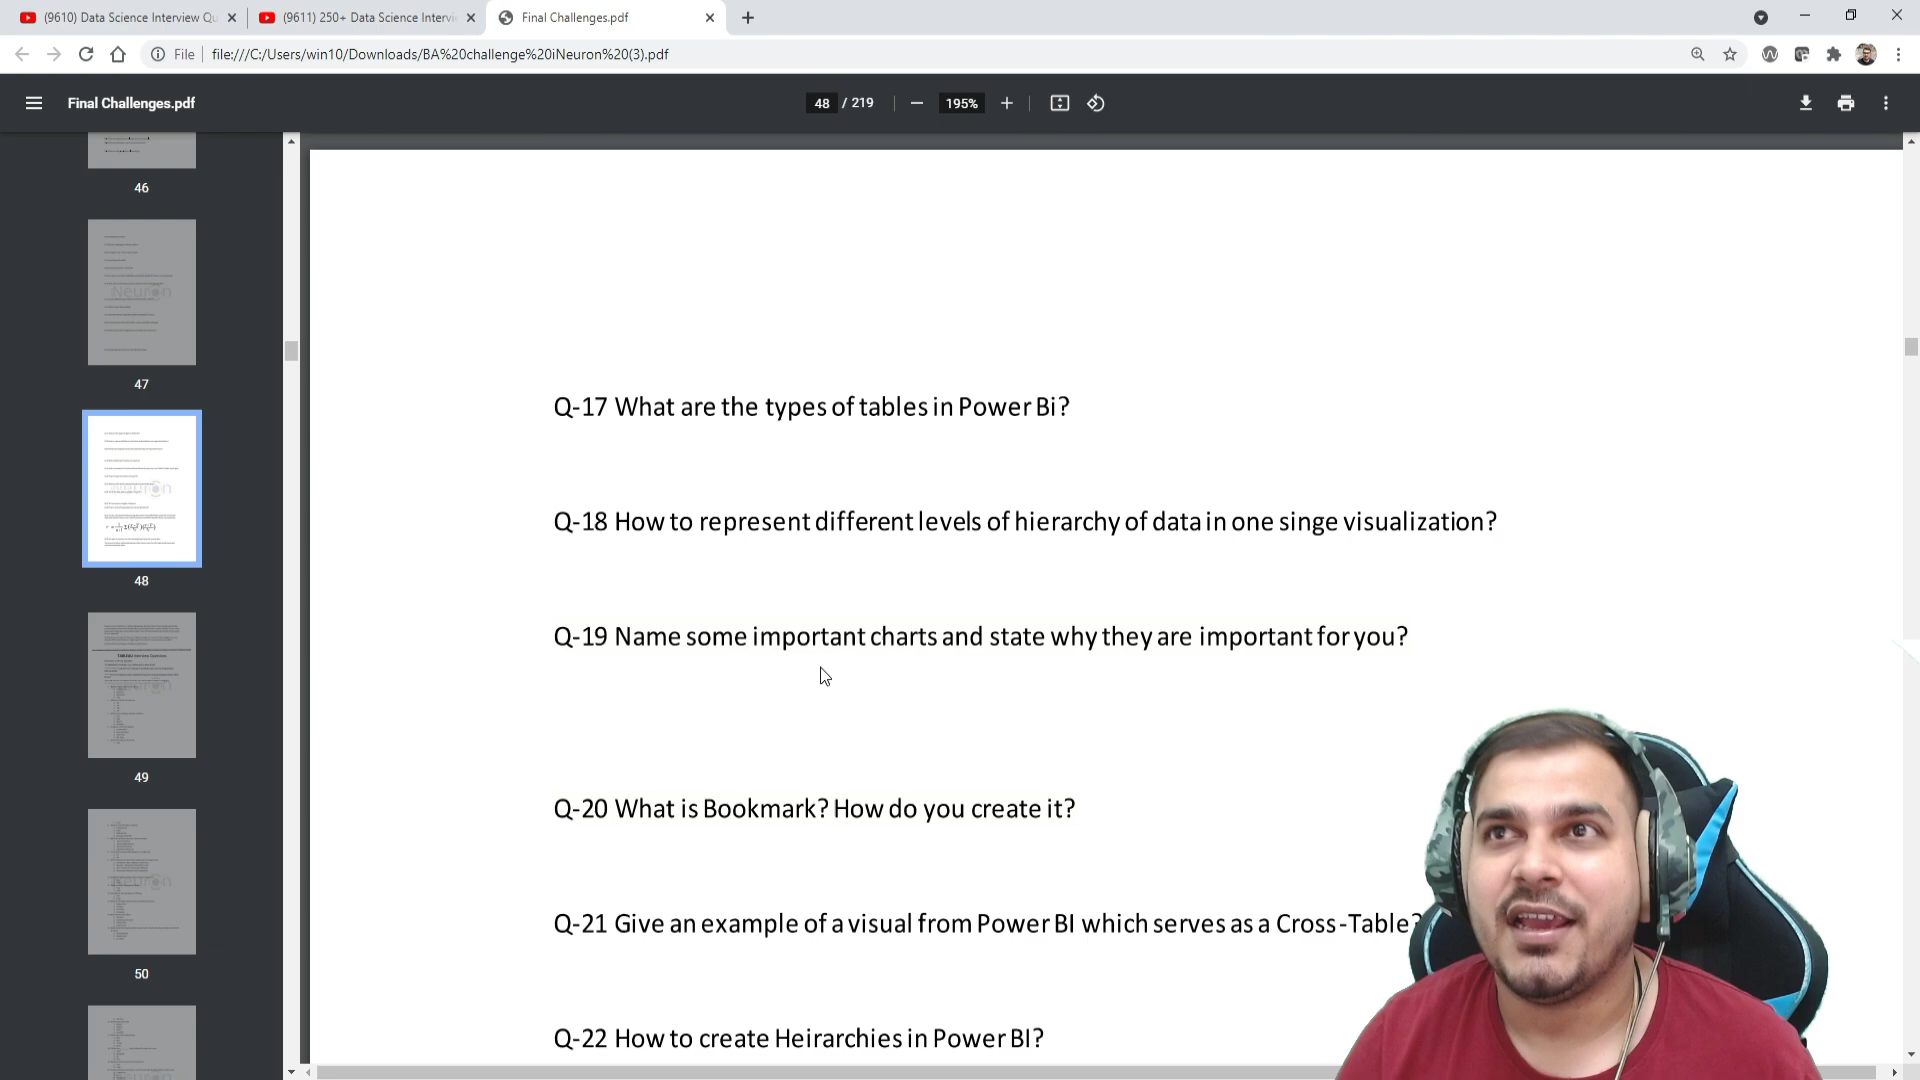 (9610) Data Science Interview Qu
(9611) 250+ Data Science Intervi
Final Challenges.pdf
File
file:///C:/Users/win10/Downloads/BA%20challenge%20iNeuron%20(3).pdf
Final Challenges.pdf
48 / 219
195%
46
47
48
49
50
Neuron
Q-17 What are the types of tables in Power Bi?
Q-18 How to represent different levels of hierarchy of data in one singe visualization?
Q-19 Name some important charts and state why they are important for you?
Q-20 What is Bookmark? How do you create it?
Q-21 Give an example of a visual from Power BI which serves as a Cross-Table?
Q-22 How to create Heirarchies in Power BI?